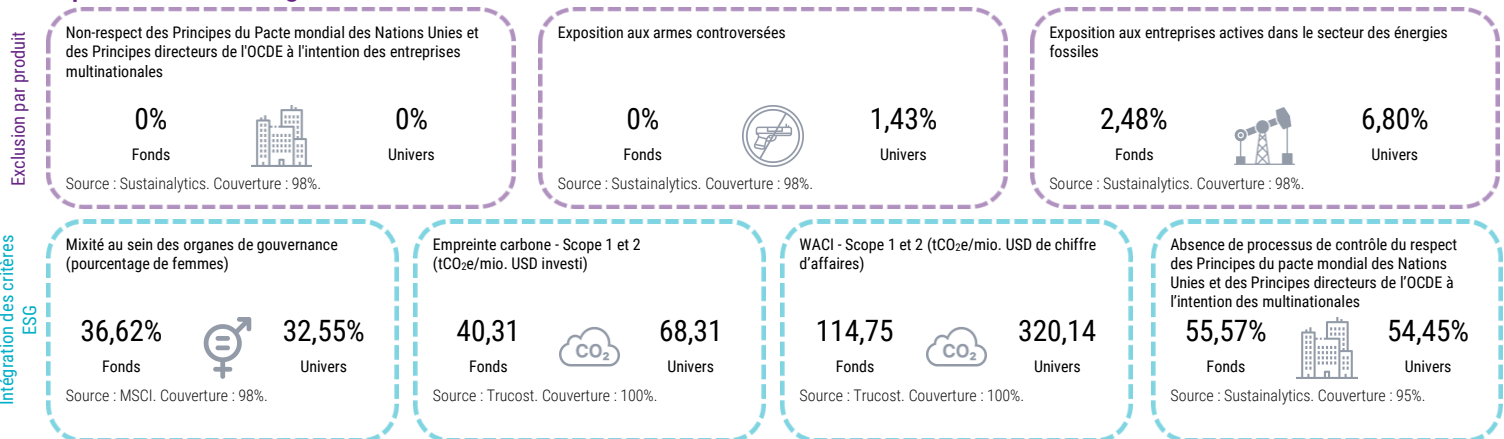 Exclusion par produit
Non-respect des Principes du Pacte mondial des Nations Unies et
des Principes directeurs de l'OCDE à l'intention des entreprises
multinationales
0%
0%
Fonds
Univers
Source : Sustainalytics. Couverture : 98%.
Exposition aux armes controversées
0%
1,43%
Fonds
Univers
Source : Sustainalytics. Couverture : 98%.
Exposition aux entreprises actives dans le secteur des énergies
fossiles
2,48%
6,80%
Fonds
Univers
Source : Sustainalytics. Couverture : 98%.
Intégration des critères
ESG
Mixité au sein des organes de gouvernance
(pourcentage de femmes)
36,62%
32,55%
Fonds
Univers
Source : MSCI. Couverture : 98%.
Empreinte carbone - Scope 1 et 2
(tCO₂e/mio. USD investi)
40,31
CO₂
68,31
Fonds
Univers
Source : Trucost. Couverture : 100%.
WACI - Scope 1 et 2 (tCO₂e/mio. USD de chiffre
d’affaires)
114,75
CO₂
320,14
Fonds
Univers
Source : Trucost. Couverture : 100%.
Absence de processus de contrôle du respect
des Principes du pacte mondial des Nations
Unies et des Principes directeurs de l’OCDE à
l’intention des multinationales
55,57%
54,45%
Fonds
Univers
Source : Sustainalytics. Couverture : 95%.